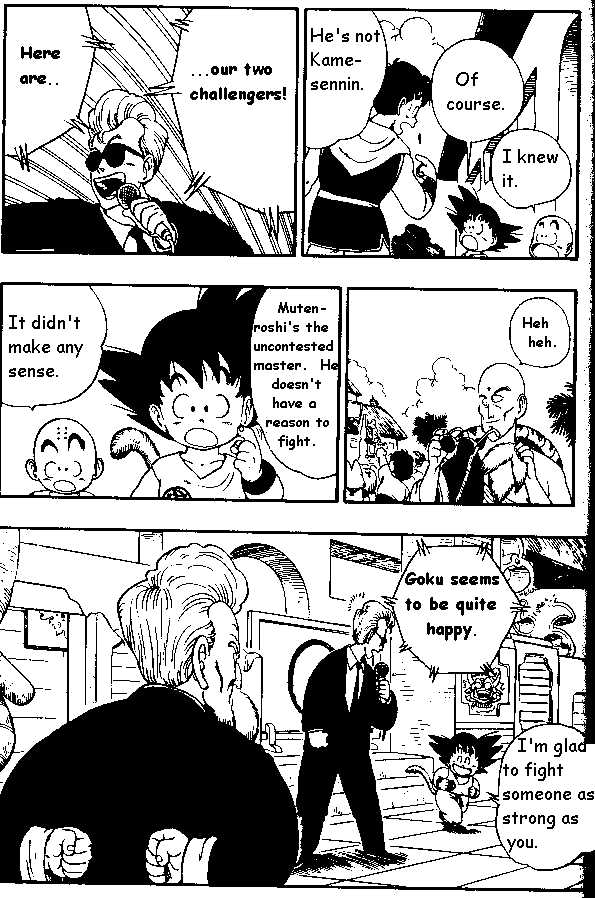 Here
are..
...our two
challengers!
He's not
Kame-
sennin.
Of
course.
I knew
it.
It didn't
make any
sense.
Muten-
roshi's the
uncontested
master. He
doesn't
have a
reason to
fight.
Heh
heh.
Goku seems
to be quite
happy.
I'm glad
to fight
someone as
strong as
you.